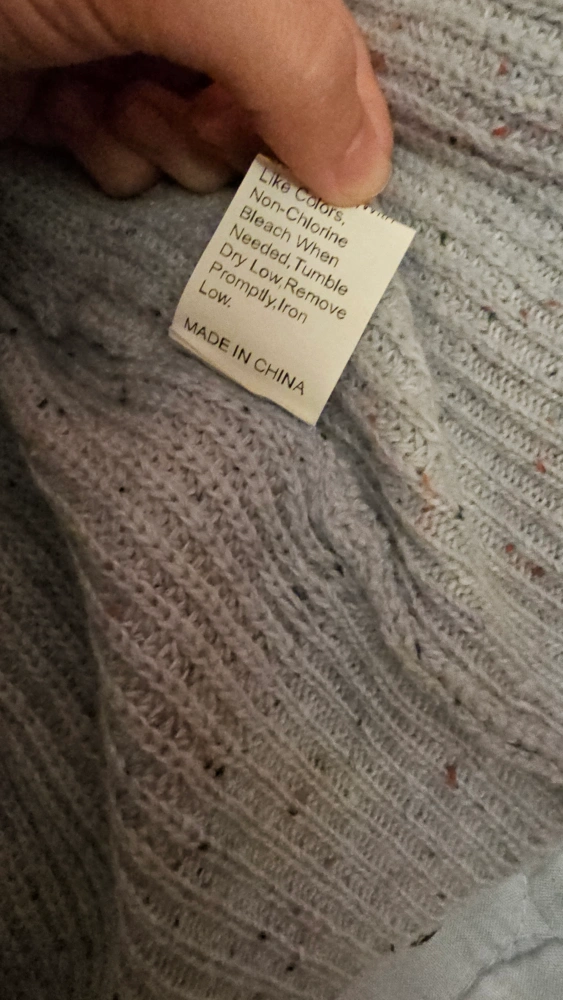 Like Colors,
Non-Chlorine
Bleach When
Needed,Tumble
Dry Low,Remove
Promptly,Iron
Low.
MADE IN CHINA